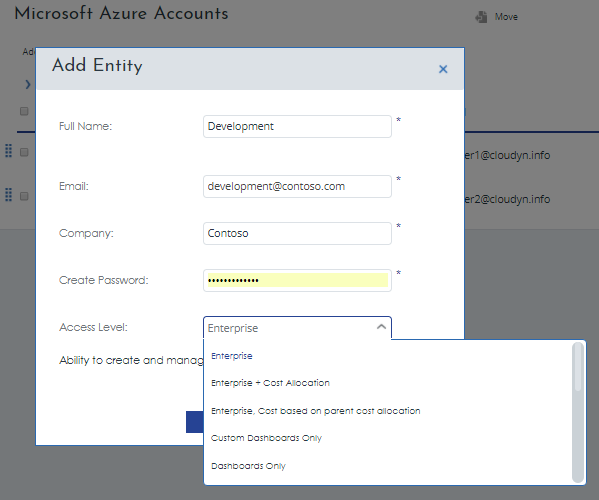 Microsoft Azure Accounts
Move
Add Entity
×
Full Name: Development *
Email: development@contoso.com *
er1@cloudyn.info
er2@cloudyn.info
Company: Contoso *
Create Password: ••••••••••••• *
Access Level: Enterprise
Ability to create and manag
Enterprise
Enterprise + Cost Allocation
Enterprise, Cost based on parent cost allocation
Custom Dashboards Only
Dashboards Only